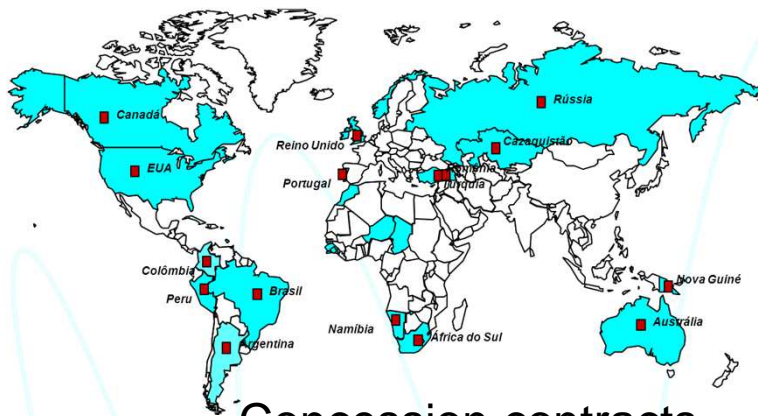 Canadá
Rússia
Reino Unido
Cazaquistão
EUA
Romania
Portugal
Turquia
Colômbia
Nova Guiné
Peru
Brasil
Namíbia
Austrália
África do Sul
Argentina
Concession contracts